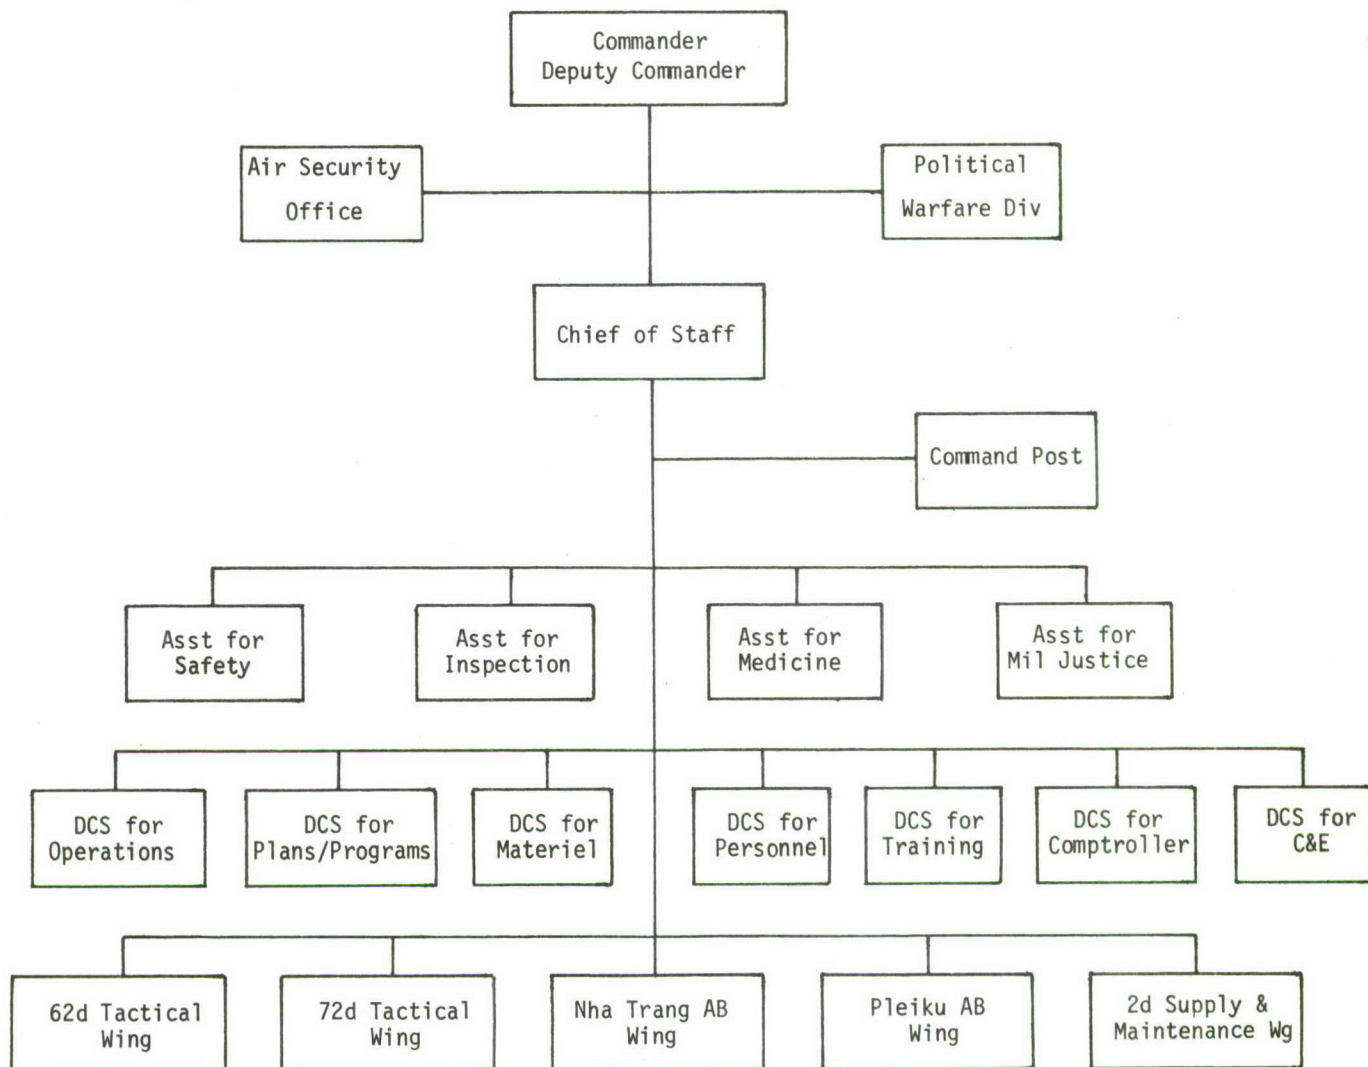 Commander
Deputy Commander
Air Security
Office
Political
Warfare Div
Chief of Staff
Command Post
Asst for
Safety
Asst for
Inspection
Asst for
Medicine
Asst for
Mil Justice
DCS for
Operations
DCS for
Plans/Programs
DCS for
Materiel
DCS for
Personnel
DCS for
Training
DCS for
Comptroller
DCS for
C&E
62d Tactical
Wing
72d Tactical
Wing
Nha Trang AB
Wing
Pleiku AB
Wing
2d Supply &
Maintenance Wg